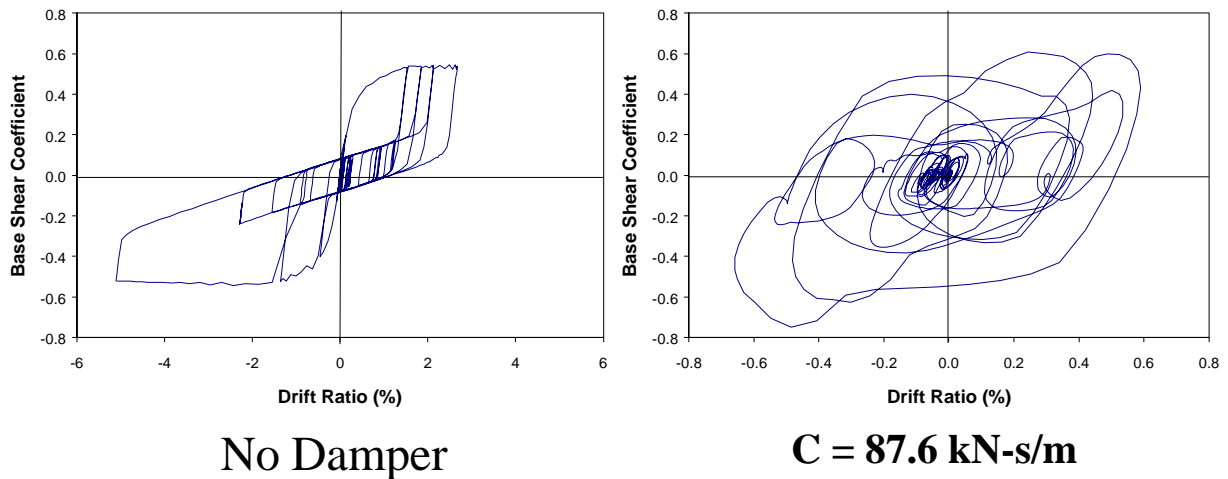 0.8
0.6
0.4
0.2
0.0
-0.2
-0.4
-0.6
-0.8
Base Shear Coefficient
-6 -4 -2 0 2 4 6
Drift Ratio (%)
No Damper
0.8
0.6
0.4
0.2
0.0
-0.2
-0.4
-0.6
-0.8
Base Shear Coefficient
-0.8 -0.6 -0.4 -0.2 0.0 0.2 0.4 0.6 0.8
Drift Ratio (%)
C = 87.6 kN-s/m